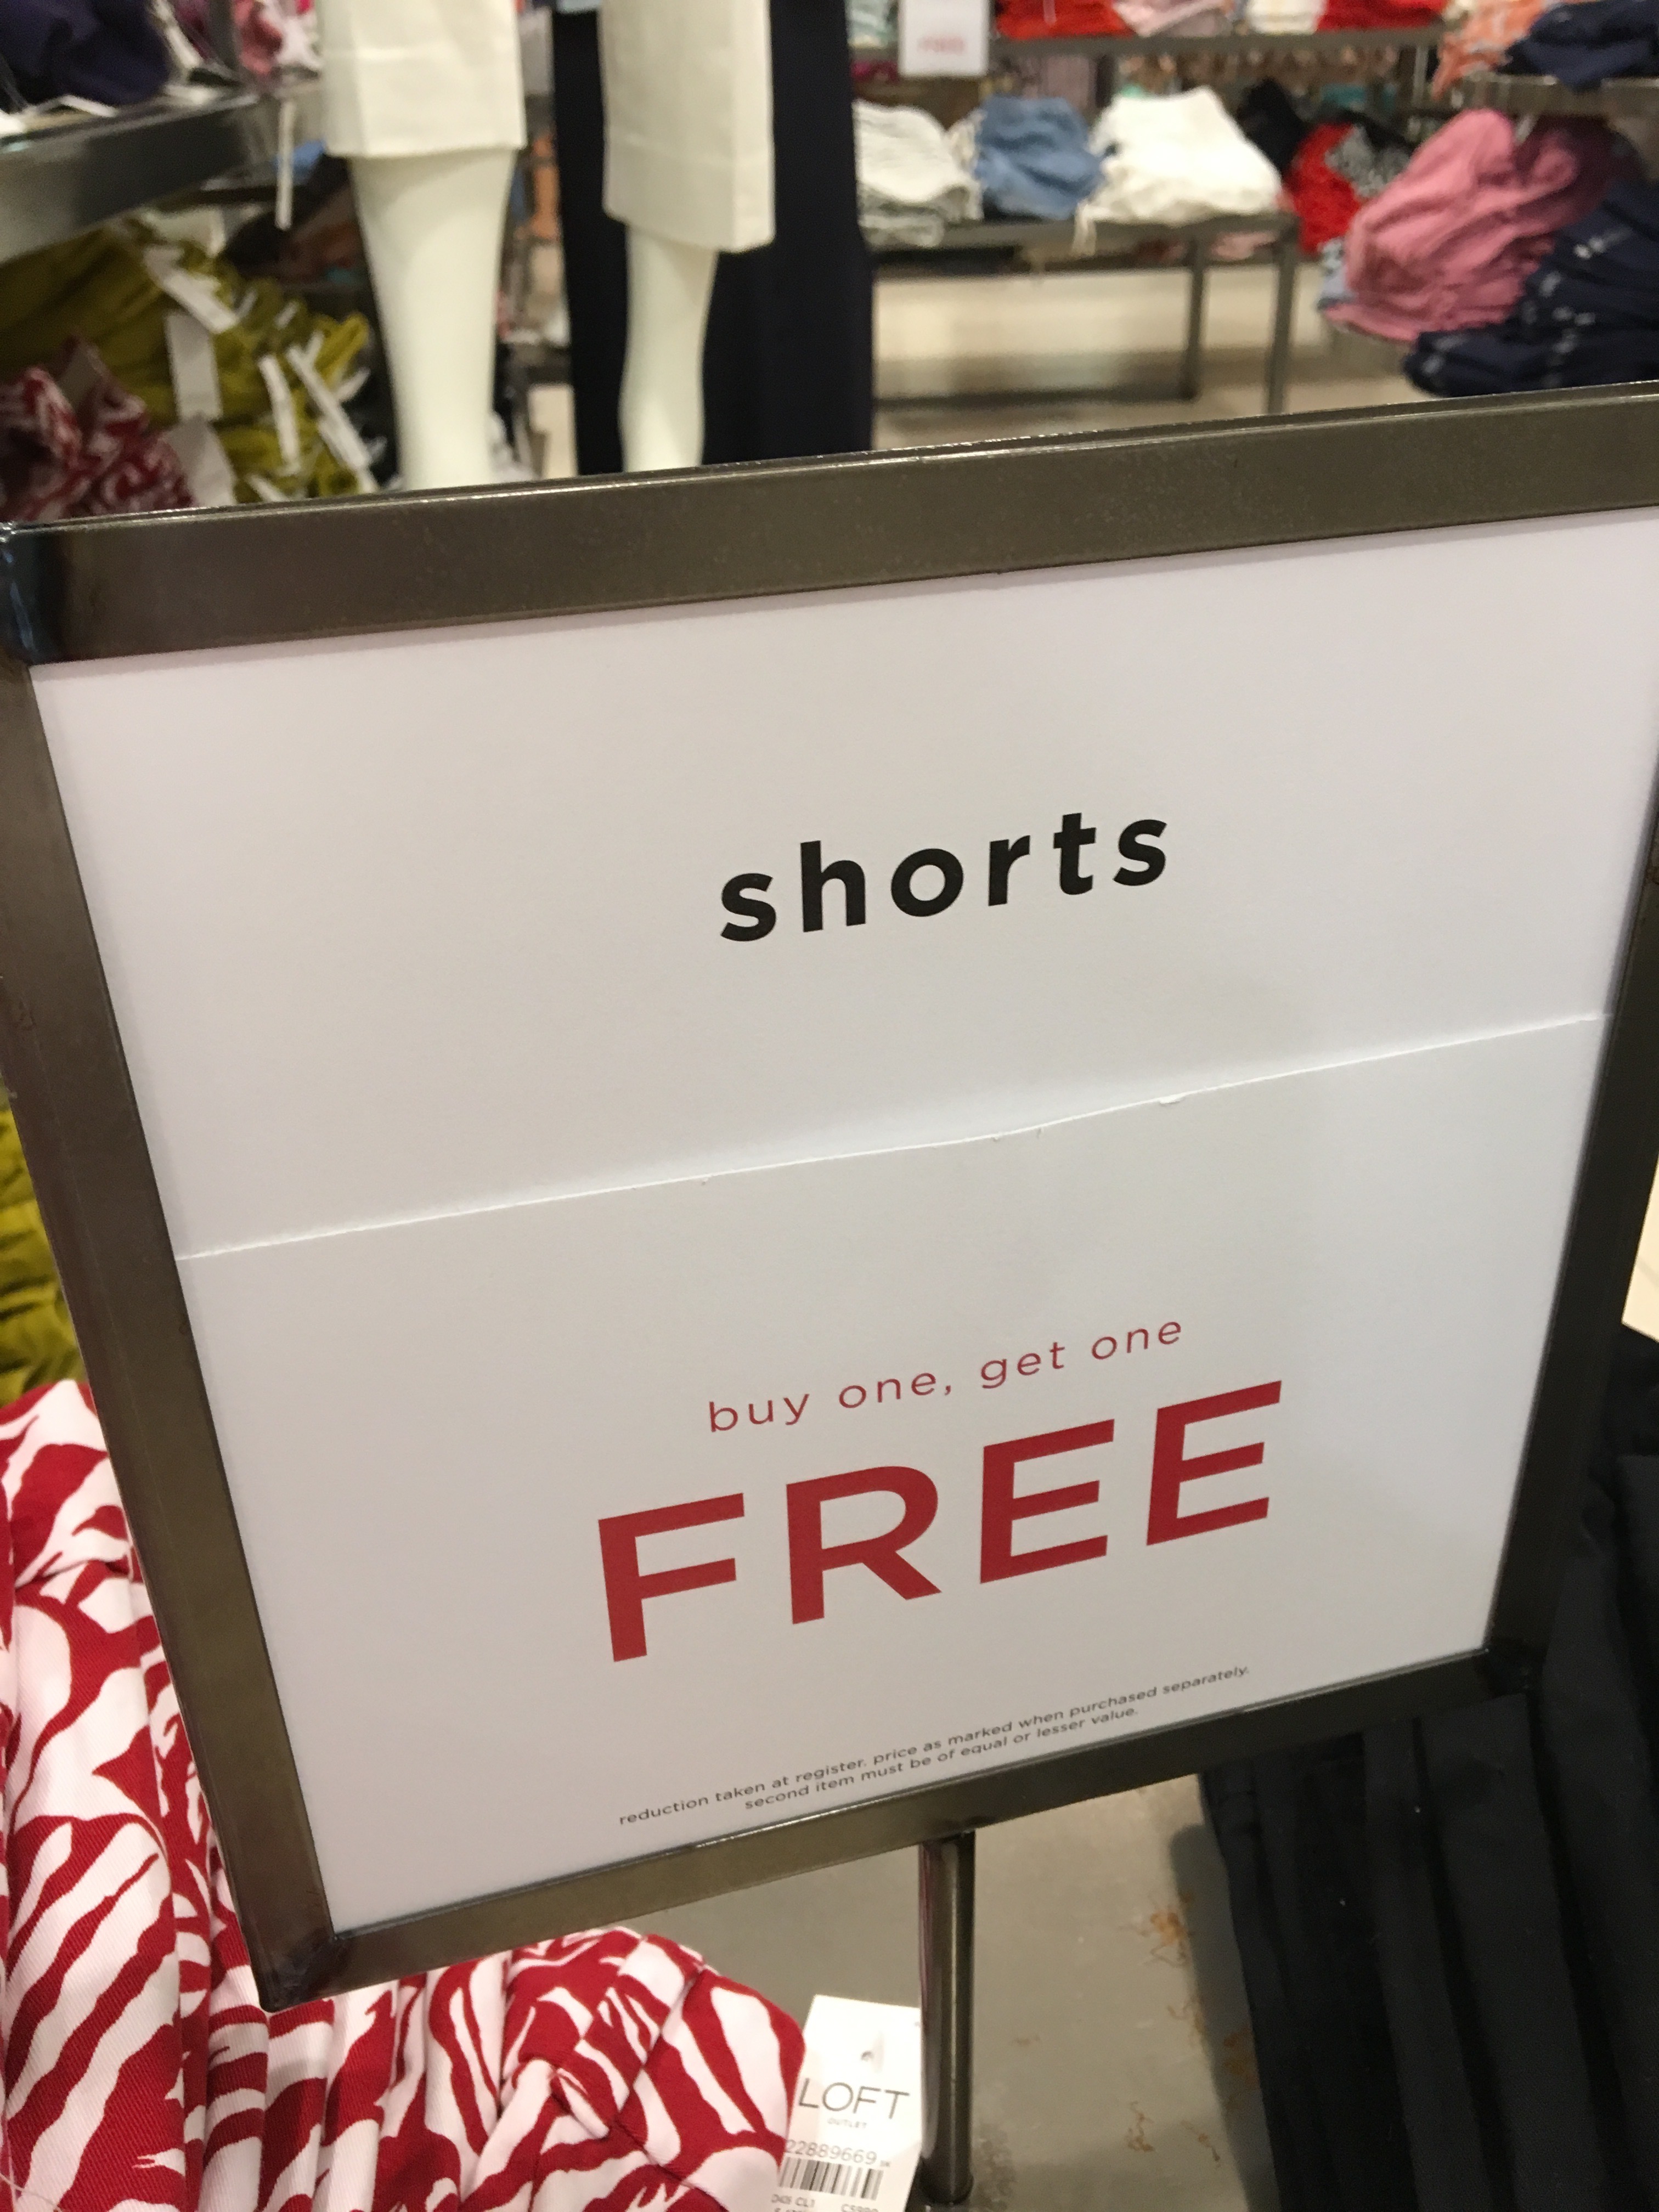 FREE
shorts
buy one, get one
FREE
reduction taken at register. price as marked when purchased separately.
second item must be of equal or lesser value.
LOFT
OUTLET
22889669